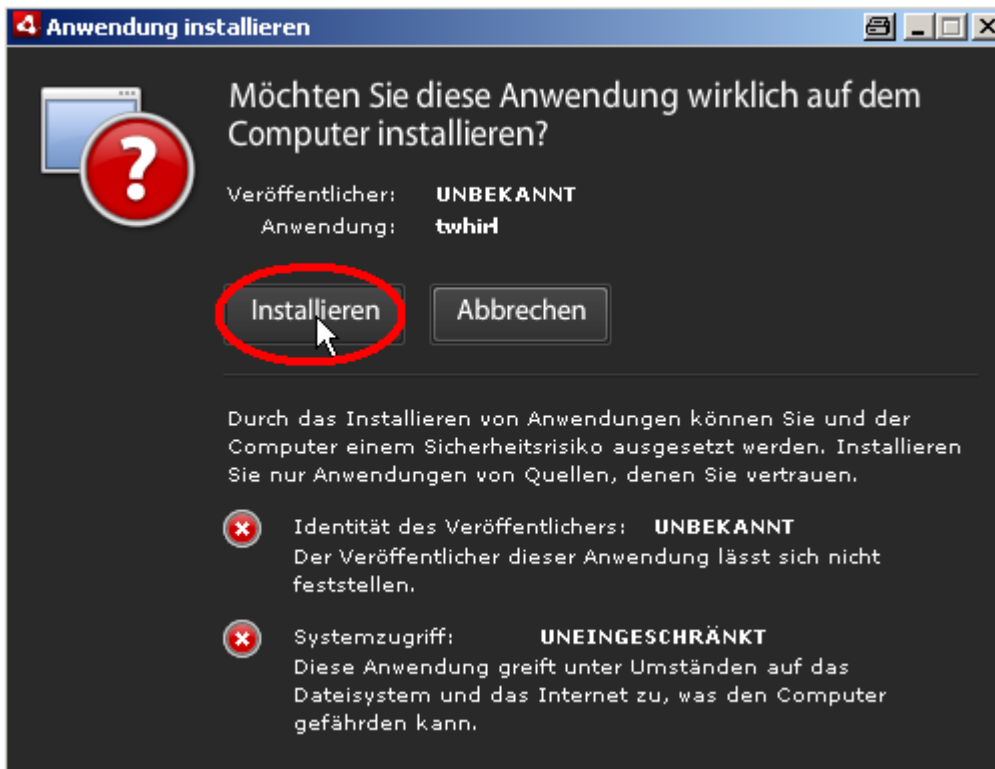 Anwendung installieren
Möchten Sie diese Anwendung wirklich auf dem
Computer installieren?
Veröffentlicher: UNBEKANNT
Anwendung: twhirl
Installieren Abbrechen
Durch das Installieren von Anwendungen können Sie und der
Computer einem Sicherheitsrisiko ausgesetzt werden. Installieren
Sie nur Anwendungen von Quellen, denen Sie vertrauen.
Identität des Veröffentlichers: UNBEKANNT
Der Veröffentlicher dieser Anwendung lässt sich nicht
feststellen.
Systemzugriff: UNEINGESCHRÄNKT
Diese Anwendung greift unter Umständen auf das
Dateisystem und das Internet zu, was den Computer
gefährden kann.